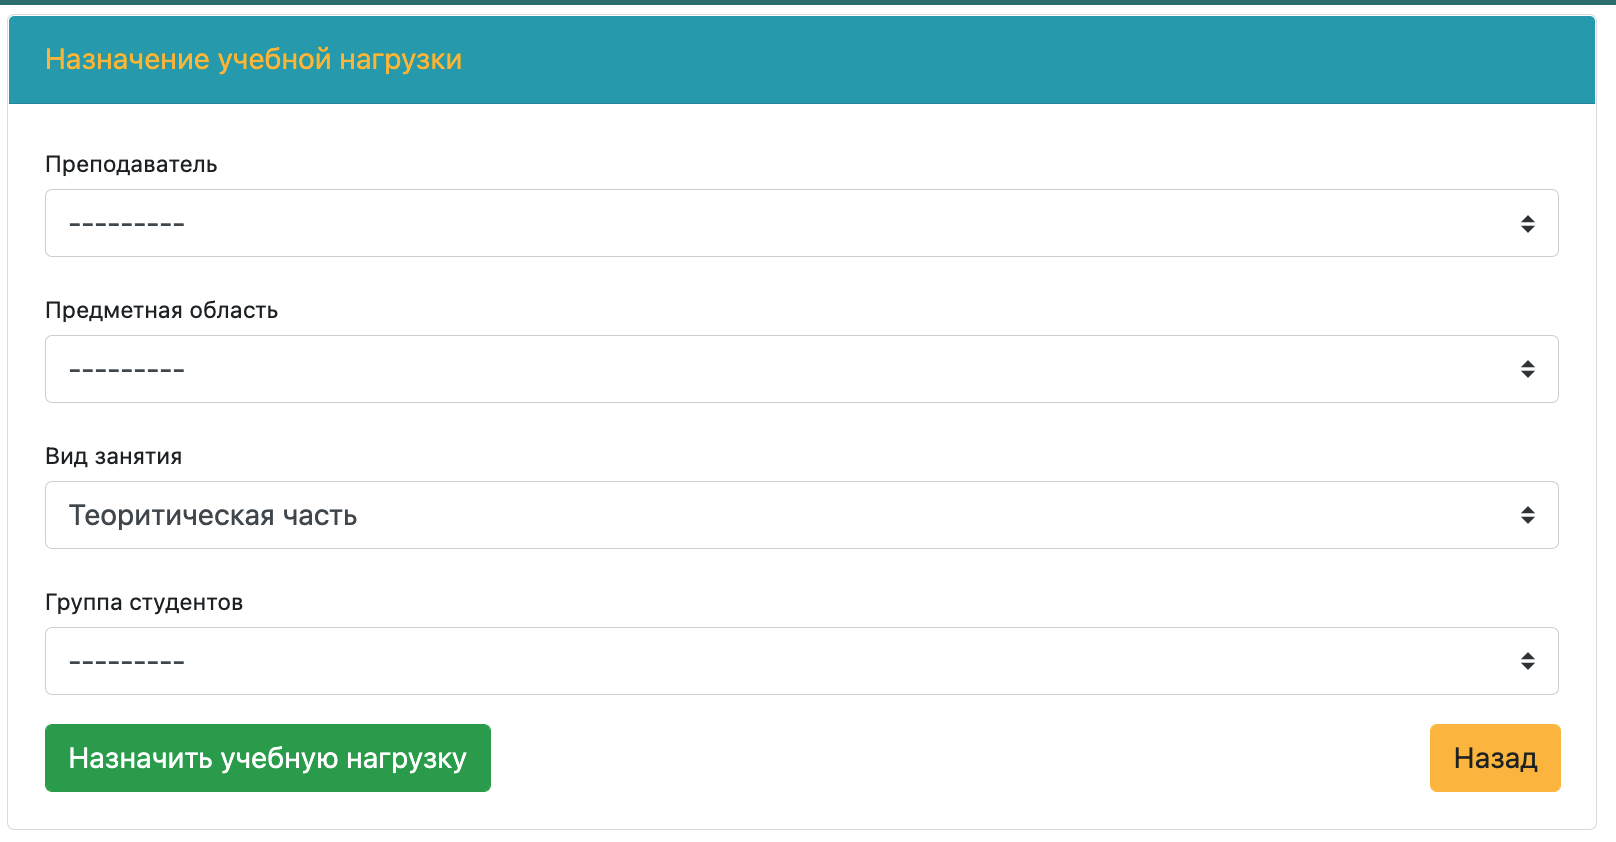 Назначение учебной нагрузки
Преподаватель
---------
Предметная область
---------
Вид занятия
Теоритическая часть
Группа студентов
---------
Назначить учебную нагрузку
Назад